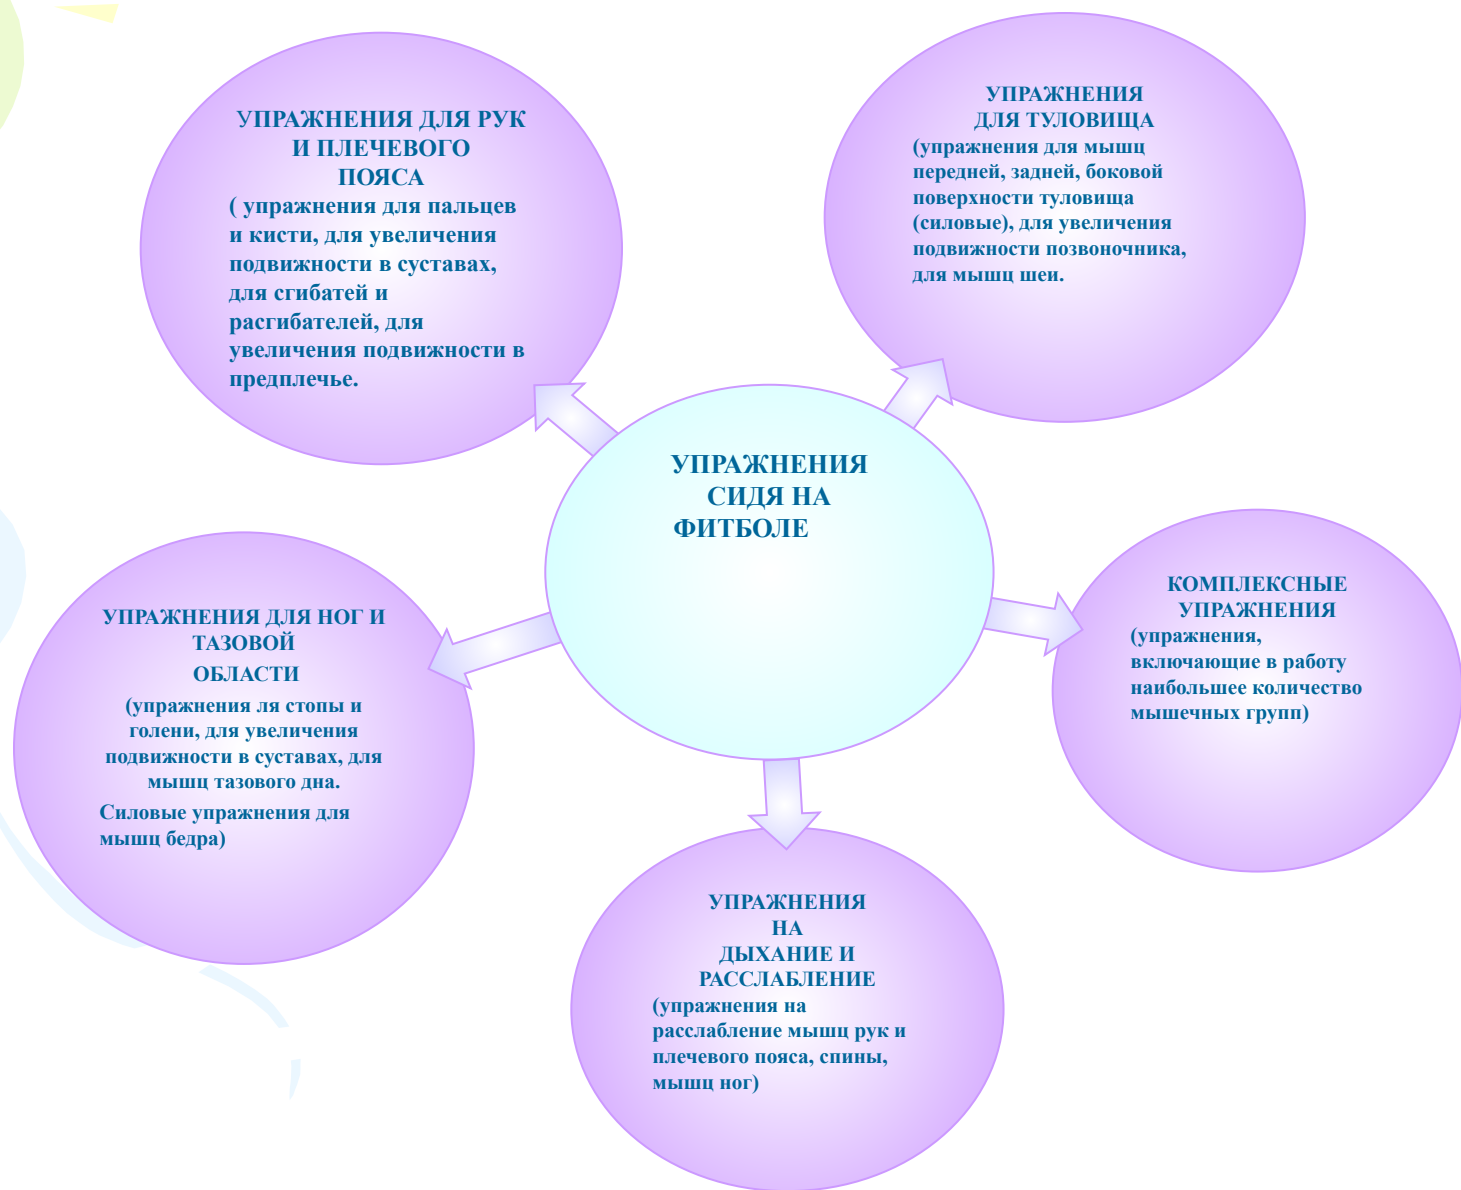 УПРАЖНЕНИЯ ДЛЯ РУК
И ПЛЕЧЕВОГО
ПОЯСА
( упражнения для пальцев
и кисти, для увеличения
подвижности в суставах,
для сгибатей и
расгибателей, для
увеличения подвижности в
предплечье.
УПРАЖНЕНИЯ
ДЛЯ ТУЛОВИЩА
(упражнения для мышц
передней, задней, боковой
поверхности туловища
(силовые), для увеличения
подвижности позвоночника,
для мышц шеи.
УПРАЖНЕНИЯ
СИДЯ НА
ФИТБОЛЕ
УПРАЖНЕНИЯ ДЛЯ НОГ И
ТАЗОВОЙ
ОБЛАСТИ
(упражнения ля стопы и
голени, для увеличения
подвижности в суставах, для
мышц тазового дна.
Силовые упражнения для
мышц бедра)
КОМПЛЕКСНЫЕ
УПРАЖНЕНИЯ
(упражнения,
включающие в работу
наибольшее количество
мышечных групп)
УПРАЖНЕНИЯ
НА
ДЫХАНИЕ И
РАССЛАБЛЕНИЕ
(упражнения на
расслабление мышц рук и
плечевого пояса, спины,
мышц ног)